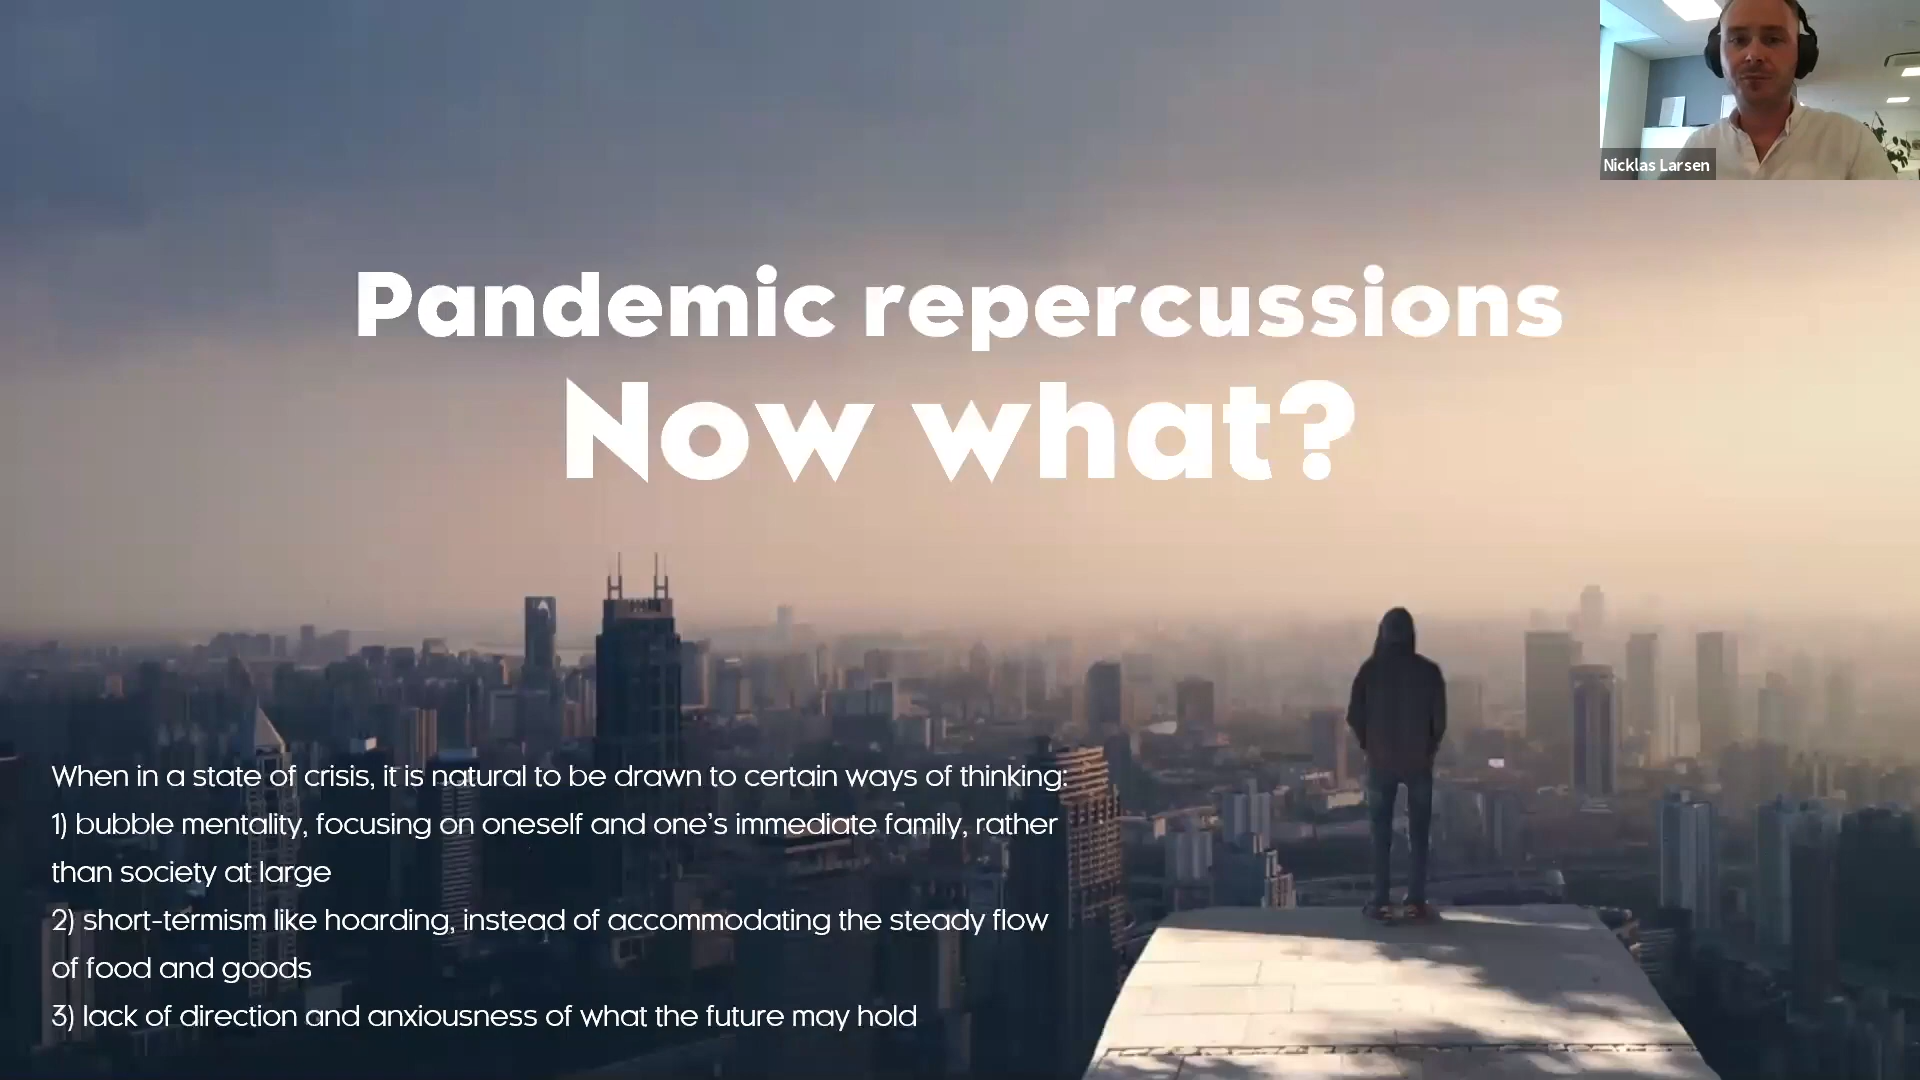 Nicklas Larsen
Pandemic repercussions
Now what?
When in a state of crisis, it is natural to be drawn to certain ways of thinking:
1) bubble mentality, focusing on oneself and one’s immediate family, rather
than society at large
2) short-termism like hoarding, instead of accommodating the steady flow
of food and goods
3) lack of direction and anxiousness of what the future may hold